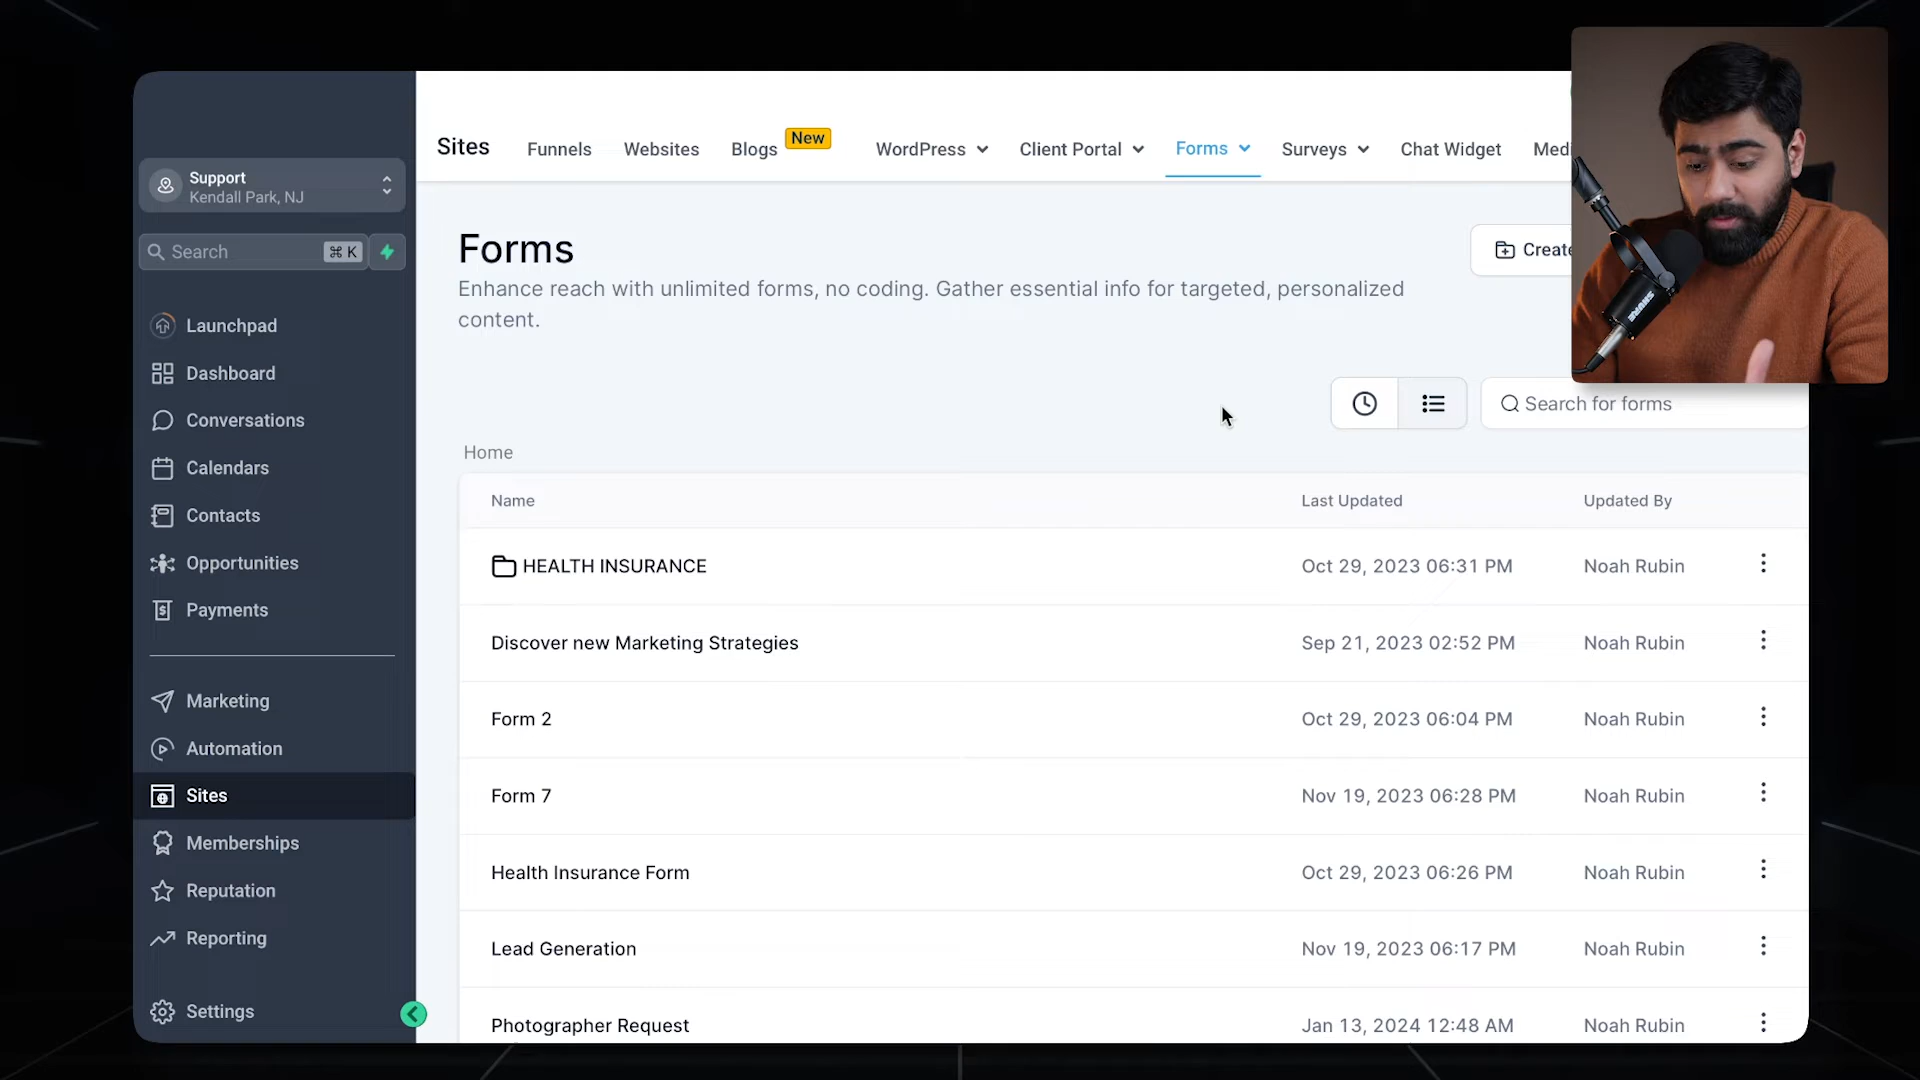 Support
Kendall Park, NJ
Search ⌘ K
Launchpad
Dashboard
Conversations
Calendars
Contacts
Opportunities
Payments
Marketing
Automation
Sites
Memberships
Reputation
Reporting
Settings
Sites Funnels Websites Blogs New WordPress Client Portal Forms Surveys Chat Widget Medi
Forms
Enhance reach with unlimited forms, no coding. Gather essential info for targeted, personalized
content.
Create
Search for forms
Home
Name Last Updated Updated By
HEALTH INSURANCE Oct 29, 2023 06:31 PM Noah Rubin
Discover new Marketing Strategies Sep 21, 2023 02:52 PM Noah Rubin
Form 2 Oct 29, 2023 06:04 PM Noah Rubin
Form 7 Nov 19, 2023 06:28 PM Noah Rubin
Health Insurance Form Oct 29, 2023 06:26 PM Noah Rubin
Lead Generation Nov 19, 2023 06:17 PM Noah Rubin
Photographer Request Jan 13, 2024 12:48 AM Noah Rubin
SHURE